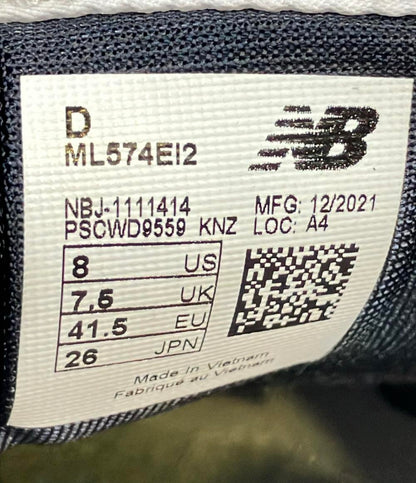 D
ML574EI2
NB
NBJ-1111414 MFG: 12/2021
PSCWD9559 KNZ LOC: A4
8 US
7.5 UK
41.5 EU
26 JPN
Made in Vietnam
Fabriqué au Vietnam